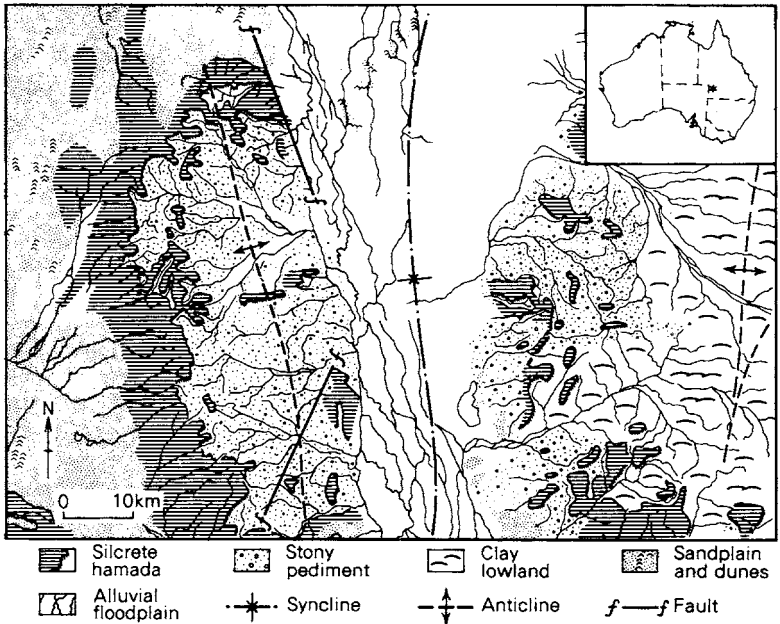 f
f
f
f
N
0 10km
Silcrete hamada
Stony pediment
Clay lowland
Sandplain and dunes
Alluvial floodplain
Syncline
Anticline
f f Fault